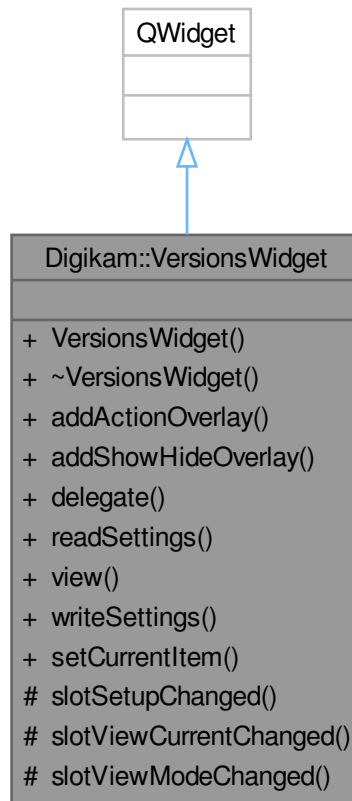 QWidget
Digikam::VersionsWidget
+ VersionsWidget()
+ ~VersionsWidget()
+ addActionOverlay()
+ addShowHideOverlay()
+ delegate()
+ readSettings()
+ view()
+ writeSettings()
+ setCurrentItem()
# slotSetupChanged()
# slotViewCurrentChanged()
# slotViewModeChanged()